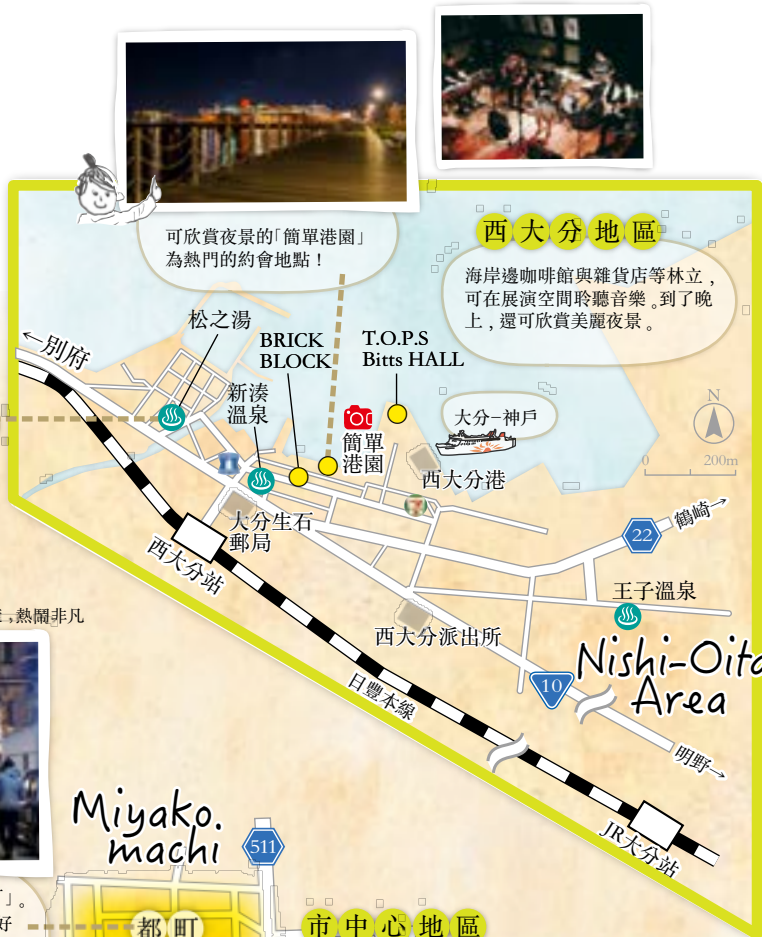 可欣賞夜景的「簡單港園」
為熱門的約會地點！
西大分地區
海岸邊咖啡館與雜貨店等林立，
可在展演空間聆聽音樂。到了晚
上，還可欣賞美麗夜景。
←別府
松之湯
BRICK
BLOCK
T.O.P.S
Bitts HALL
新湊
溫泉
簡單
港園
大分–神戶
西大分港
N
0 200m
大分生石
郵局
西大分站
22
鶴崎→
王子溫泉
西大分派出所
Nishi-Oita
Area
10
日豐本線
明野→
JR大分站
，熱鬧非凡
Miyako.
machi
511
」。
好
都町
市中心地區